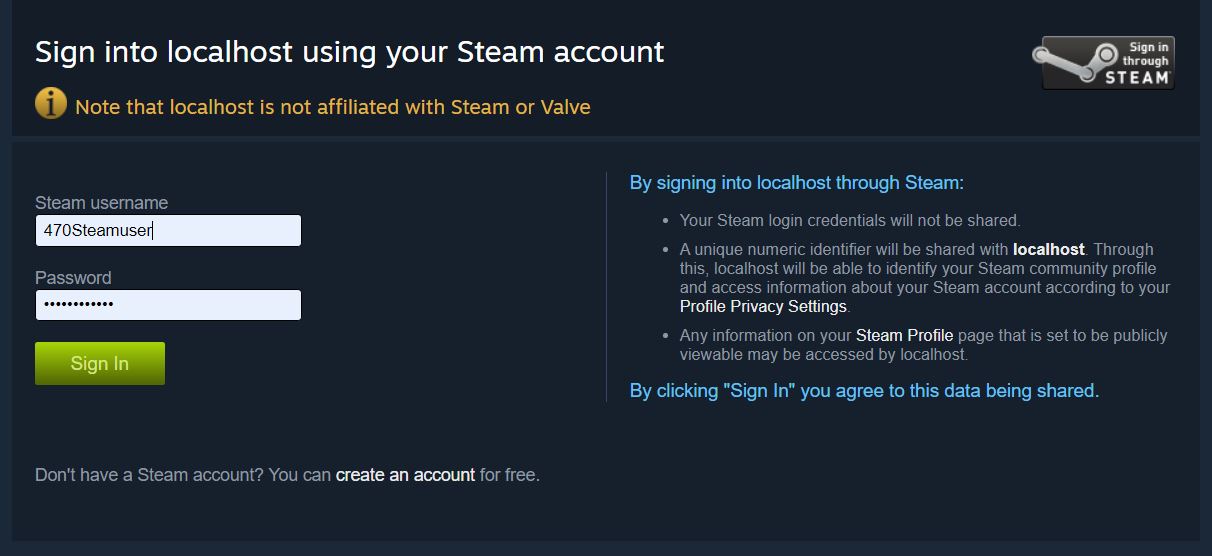 Sign into localhost using your Steam account
Sign in
through
STEAM
i Note that localhost is not affiliated with Steam or Valve
Steam username
470Steamuser
Password
••••••••••••
Sign In
By signing into localhost through Steam:
• Your Steam login credentials will not be shared.
• A unique numeric identifier will be shared with localhost. Through
this, localhost will be able to identify your Steam community profile
and access information about your Steam account according to your
Profile Privacy Settings.
• Any information on your Steam Profile page that is set to be publicly
viewable may be accessed by localhost.
By clicking "Sign In" you agree to this data being shared.
Don't have a Steam account? You can create an account for free.